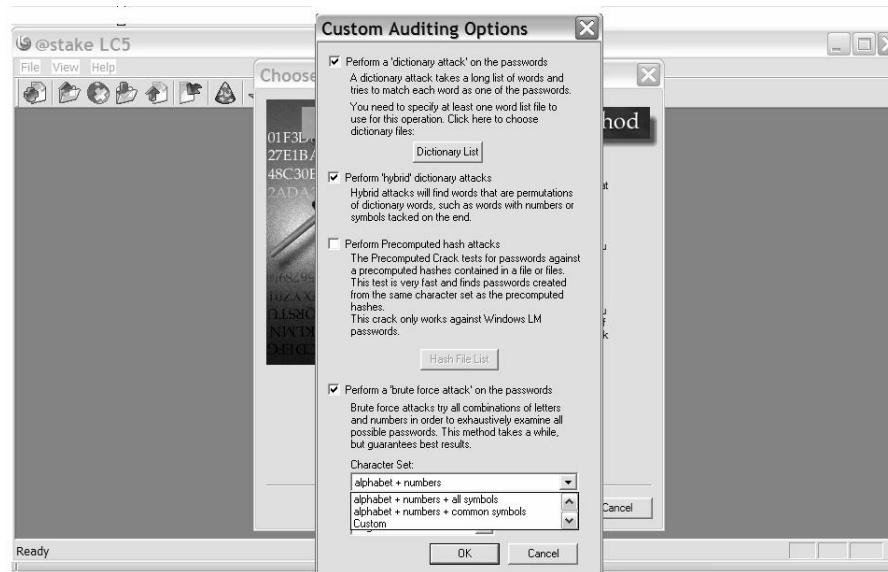 Custom Auditing Options
@stake LC5
File View Help
Choose
hod
01F3D
27E1BA
48C30E
2ADA
Perform a 'dictionary attack' on the passwords
A dictionary attack takes a long list of words and
tries to match each word as one of the passwords.
You need to specify at least one word list file to
use for this operation. Click here to choose
dictionary files:
Dictionary List
Perform 'hybrid' dictionary attacks
Hybrid attacks will find words that are permutations
of dictionary words, such as words with numbers or
symbols tacked on the end.
Perform Precomputed hash attacks
The Precomputed Crack tests for passwords against
a precomputed hashes contained in a file or files.
This test is very fast and finds passwords created
from the same character set as the precomputed
hashes.
This crack only works against Windows LM
passwords.
Hash File List
Perform a 'brute force attack' on the passwords
Brute force attacks try all combinations of letters
and numbers in order to exhaustively examine all
possible passwords. This method takes a while,
but guarantees best results.
Character Set:
alphabet + numbers
alphabet + numbers + all symbols
alphabet + numbers + common symbols
Custom
OK Cancel
Cancel
Ready